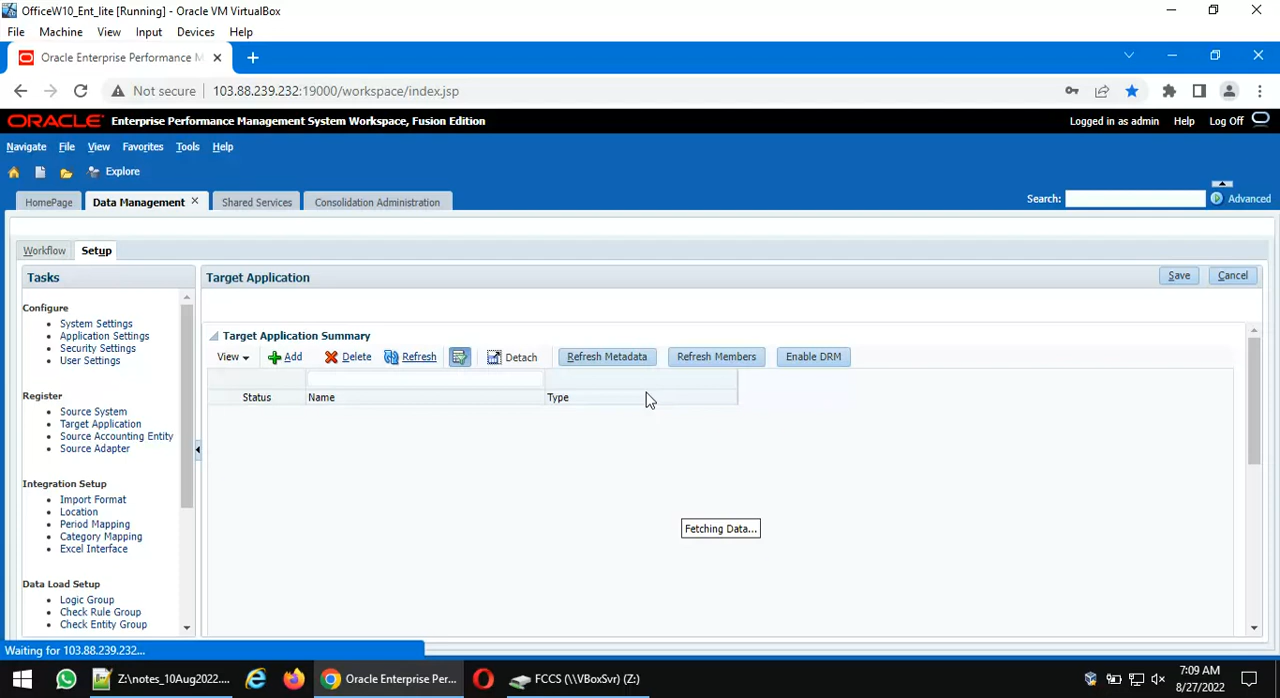 OfficeW10_Ent_lite [Running] - Oracle VM VirtualBox
File Machine View Input Devices Help
Oracle Enterprise Performance M
Not secure 103.88.239.232:19000/workspace/index.jsp
ORACLE Enterprise Performance Management System Workspace, Fusion Edition
Logged in as admin Help Log Off
Navigate File View Favorites Tools Help
Explore
HomePage Data Management Shared Services Consolidation Administration
Search: Advanced
Workflow Setup
Tasks
Configure
System Settings
Application Settings
Security Settings
User Settings
Register
Source System
Target Application
Source Accounting Entity
Source Adapter
Integration Setup
Import Format
Location
Period Mapping
Category Mapping
Excel Interface
Data Load Setup
Logic Group
Check Rule Group
Check Entity Group
Target Application Save Cancel
Target Application Summary
View Add Delete Refresh Detach Refresh Metadata Refresh Members Enable DRM
Status Name Type
Fetching Data...
Waiting for 103.88.239.232...
Z:\notes_10Aug2022.... Oracle Enterprise Per... FCCS (\\VBoxSvr) (Z:)
7:09 AM
8/27/2022